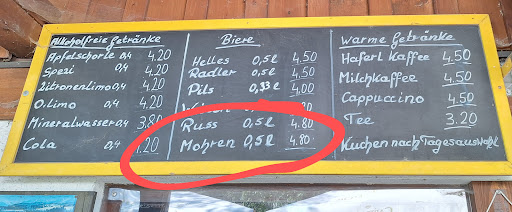 Alkoholfreie Getränke
Apfelschorle 0,4 4.20
Spezi 0,4 4.20
Zitronenlimo 0,4 4.20
O.Limo 0,4 4.20
Mineralwasser 0,4 3.80
Cola 0,4 4.20
Biere
Helles 0,5l 4.50
Radler 0,5l 4.50
Pils 0,33l 4.00
Russ 0,5l 4.80
Mohren 0,5l 4.80
Warme Getränke
Haferl Kaffee 4.50
Milchkaffee 4.50
Cappuccino 4.50
Tee 3.20
Kuchen nach Tagesauswahl